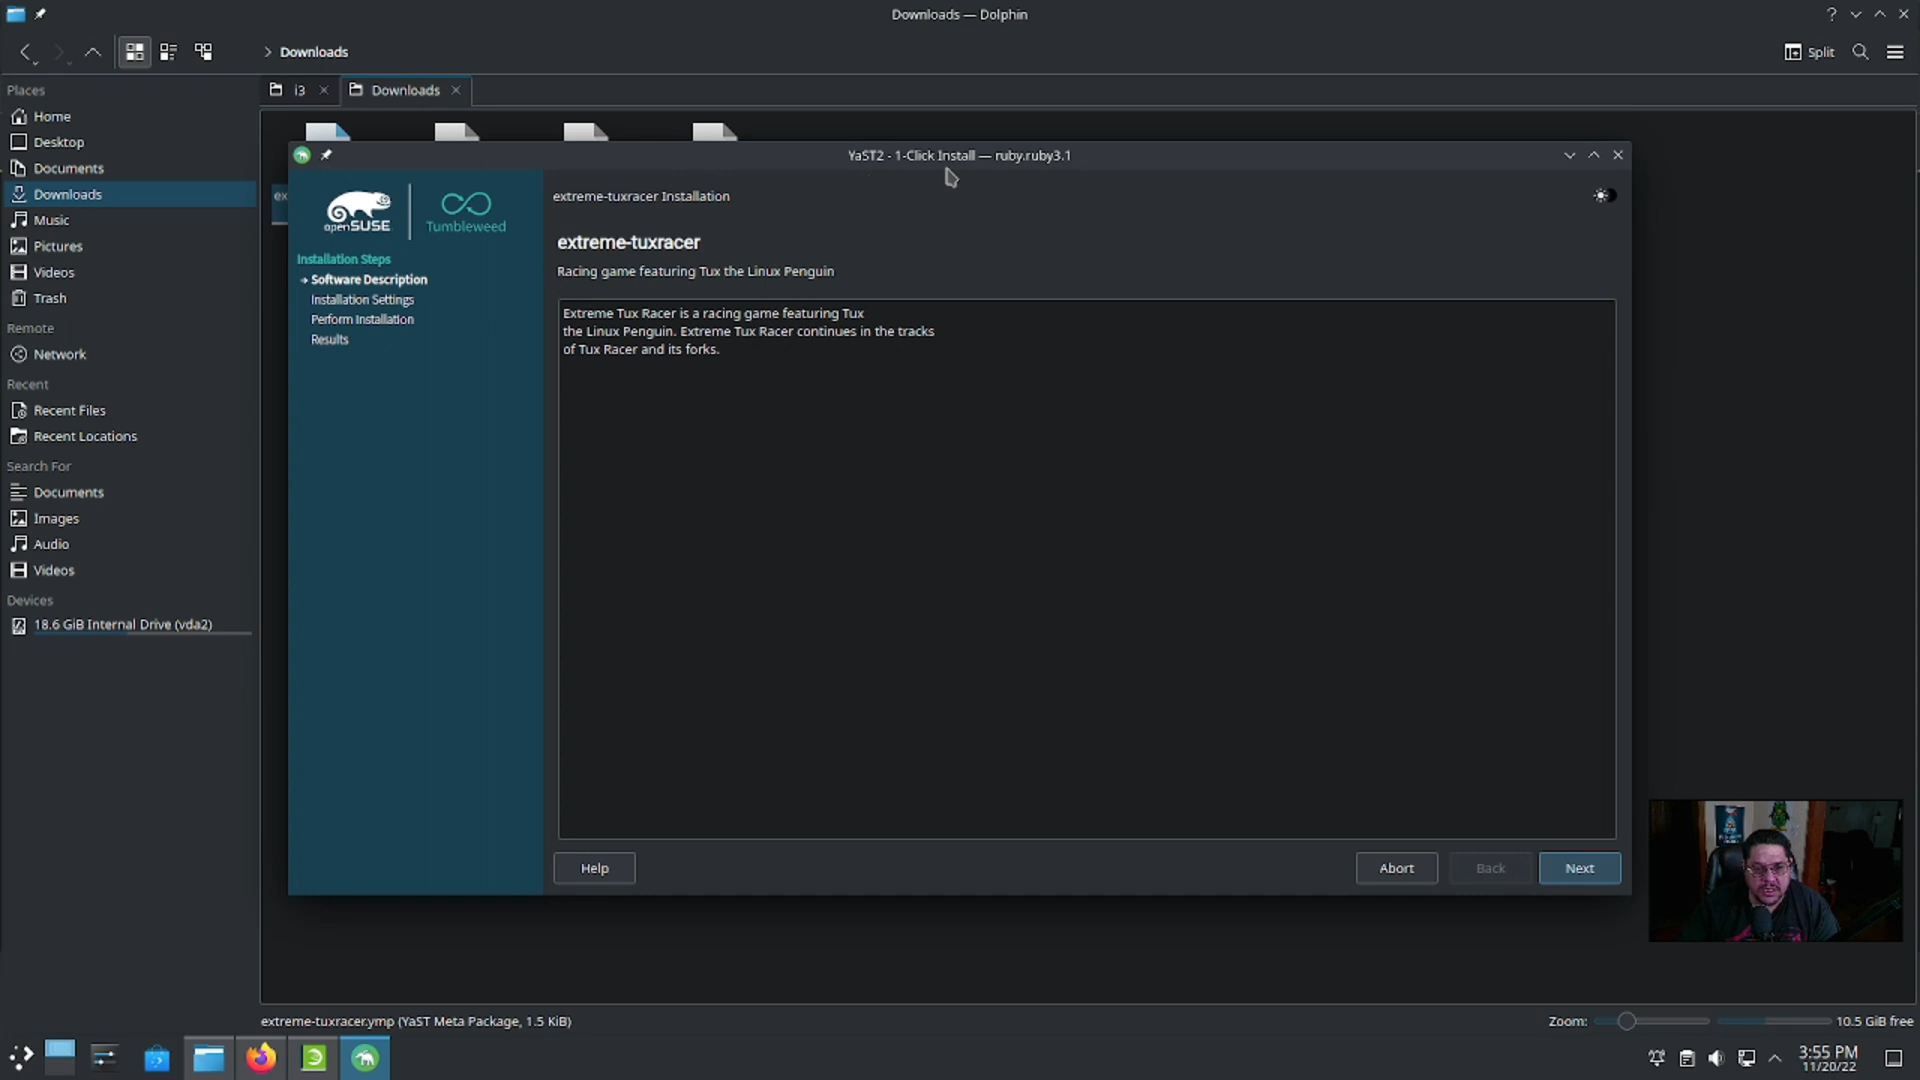 Downloads — Dolphin
?
Downloads
Split
Places
Home
Desktop
Documents
Downloads
Music
Pictures
Videos
Trash
Remote
Network
Recent
Recent Files
Recent Locations
Search For
Documents
Images
Audio
Videos
Devices
18.6 GiB Internal Drive (vda2)
i3
Downloads
ex
YaST2 - 1-Click Install — ruby.ruby3.1
openSUSE
Tumbleweed
Installation Steps
Software Description
Installation Settings
Perform Installation
Results
extreme-tuxracer Installation
extreme-tuxracer
Racing game featuring Tux the Linux Penguin
Extreme Tux Racer is a racing game featuring Tux
the Linux Penguin. Extreme Tux Racer continues in the tracks
of Tux Racer and its forks.
Help
Abort
Back
Next
extreme-tuxracer.ymp (YaST Meta Package, 1.5 KiB)
Zoom:
10.5 GiB free
3:55 PM
11/20/22